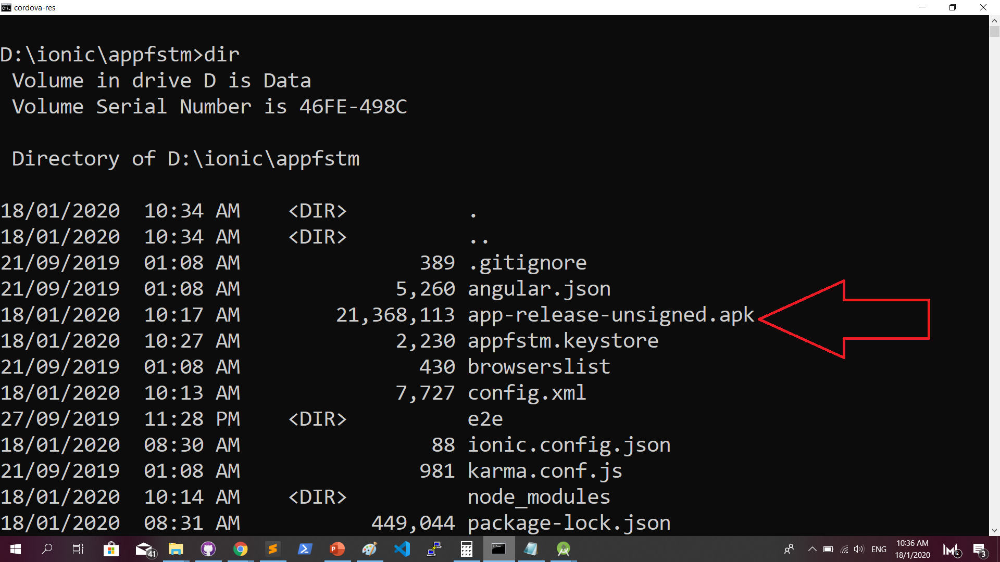 cordova-res
D:\ionic\appfstm>dir
Volume in drive D is Data
Volume Serial Number is 46FE-498C
Directory of D:\ionic\appfstm
18/01/2020 10:34 AM <DIR> .
18/01/2020 10:34 AM <DIR> ..
21/09/2019 01:08 AM 389 .gitignore
21/09/2019 01:08 AM 5,260 angular.json
18/01/2020 10:17 AM 21,368,113 app-release-unsigned.apk
18/01/2020 10:27 AM 2,230 appfstm.keystore
21/09/2019 01:08 AM 430 browserslist
18/01/2020 10:13 AM 7,727 config.xml
27/09/2019 11:28 PM <DIR> e2e
18/01/2020 08:30 AM 88 ionic.config.json
21/09/2019 01:08 AM 981 karma.conf.js
18/01/2020 10:14 AM <DIR> node_modules
18/01/2020 08:31 AM 449,044 package-lock.json
41
ENG
10:36 AM
18/1/2020
2
3